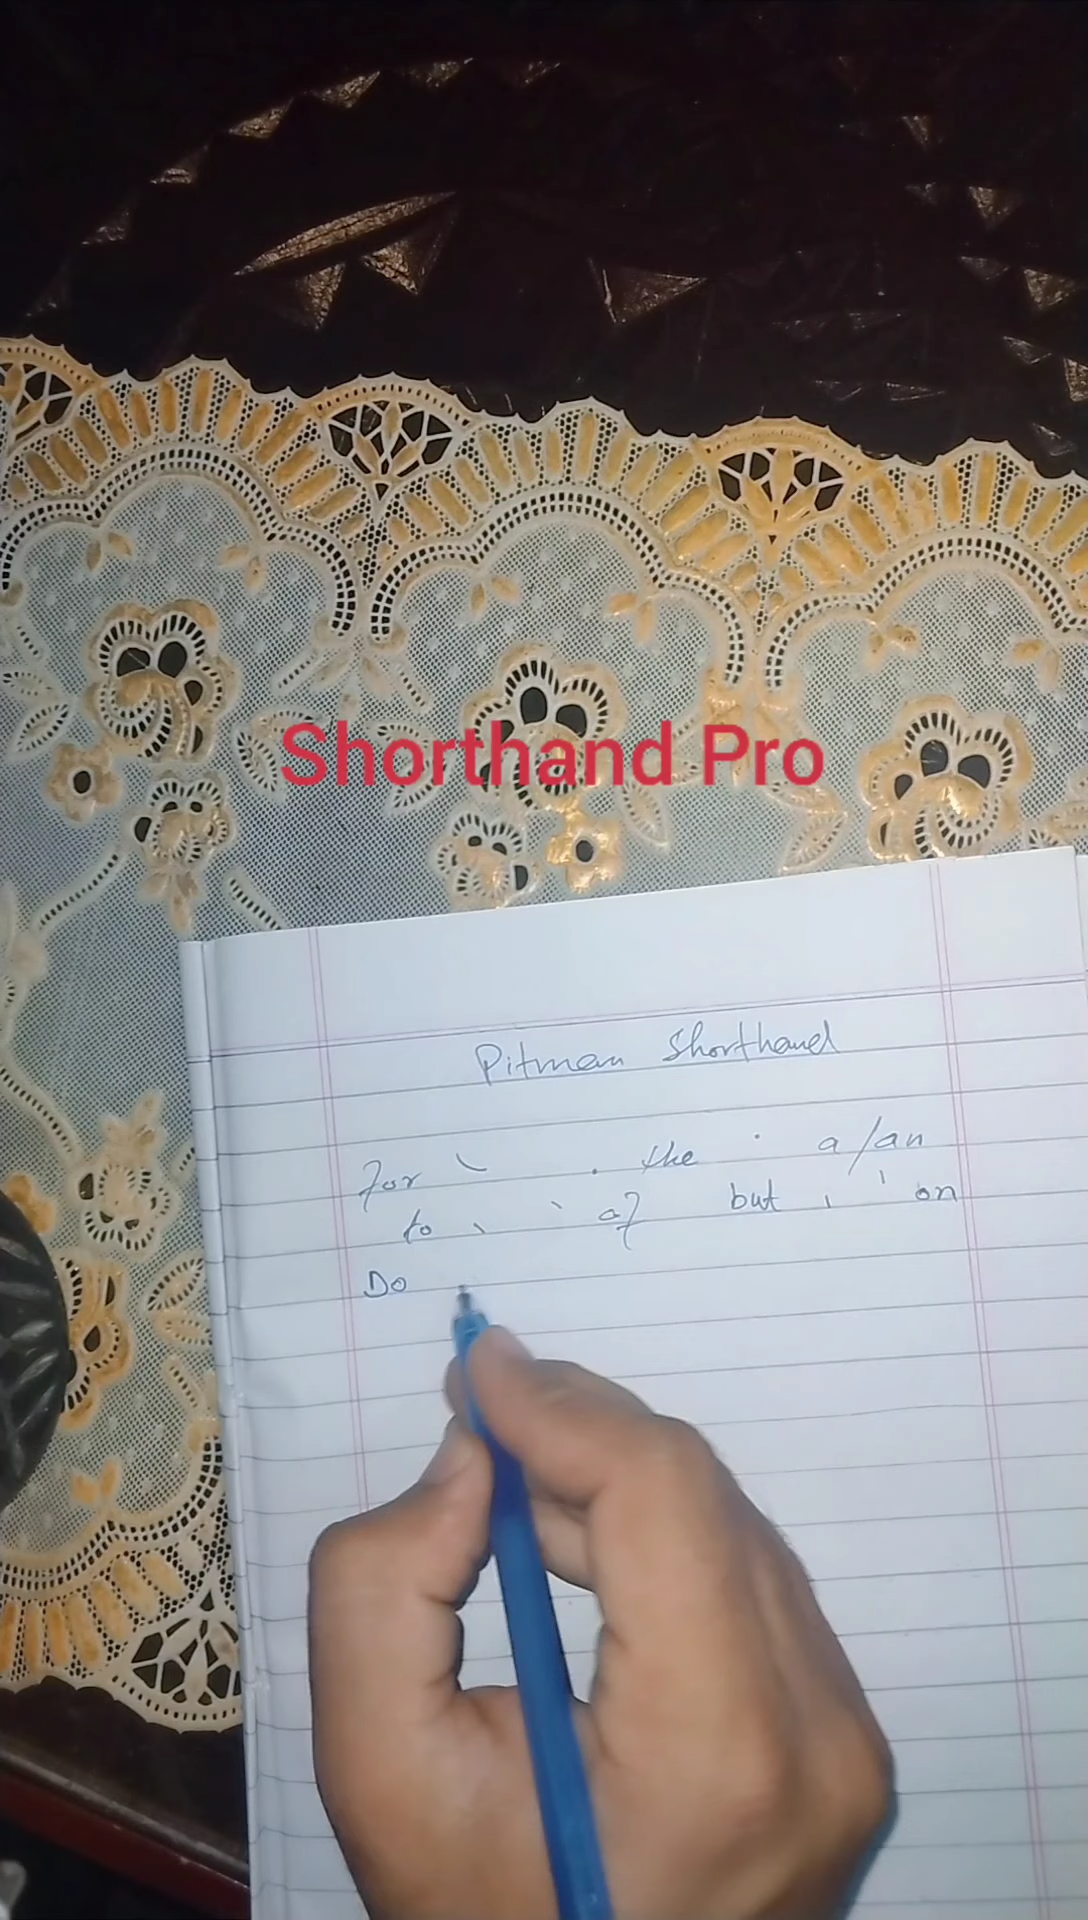 Shorthand Pro
Pitman Shorthand
For . the . a/an
to of but on
Do